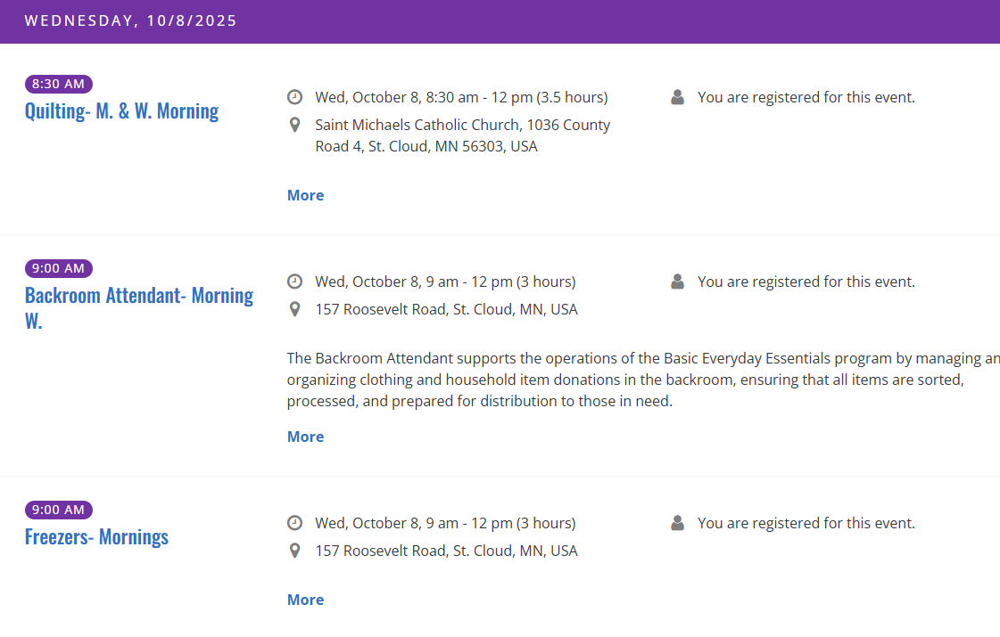 WEDNESDAY, 10/8/2025
8:30 AM
Quilting- M. & W. Morning
Wed, October 8, 8:30 am - 12 pm (3.5 hours)
Saint Michaels Catholic Church, 1036 County
Road 4, St. Cloud, MN 56303, USA
You are registered for this event.
More
9:00 AM
Backroom Attendant- Morning
W.
Wed, October 8, 9 am - 12 pm (3 hours)
157 Roosevelt Road, St. Cloud, MN, USA
You are registered for this event.
The Backroom Attendant supports the operations of the Basic Everyday Essentials program by managing an
organizing clothing and household item donations in the backroom, ensuring that all items are sorted,
processed, and prepared for distribution to those in need.
More
9:00 AM
Freezers- Mornings
Wed, October 8, 9 am - 12 pm (3 hours)
157 Roosevelt Road, St. Cloud, MN, USA
You are registered for this event.
More